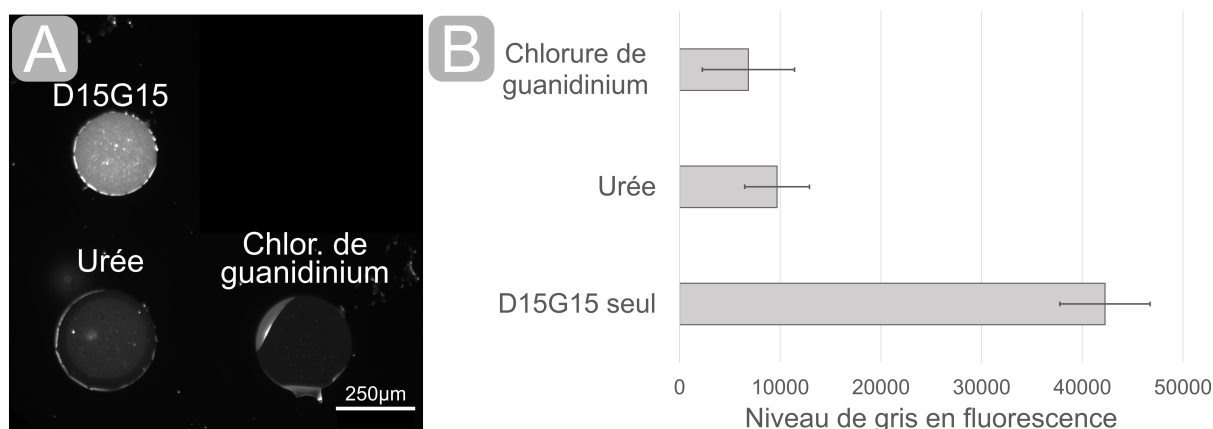 A
D15G15
Urée
Chlor. de
guanidinium
250µm
B
Chlorure de
guanidinium
Urée
D15G15 seul
0 10000 20000 30000 40000 50000
Niveau de gris en fluorescence